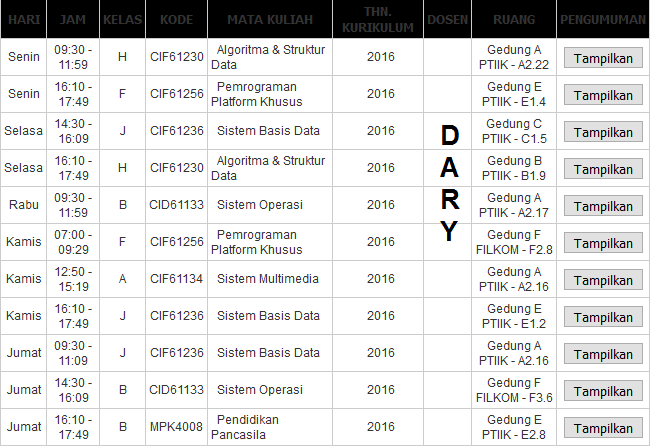 HARI JAM KELAS KODE MATA KULIAH THN. KURIKULUM DOSEN RUANG PENGUMUMAN
Senin 09:30 - 11:59 H CIF61230 Algoritma & Struktur Data 2016 Gedung A PTIIK - A2.22 Tampilkan
Senin 16:10 - 17:49 F CIF61256 Pemrograman Platform Khusus 2016 Gedung E PTIIK - E1.4 Tampilkan
Selasa 14:30 - 16:09 J CIF61236 Sistem Basis Data 2016 Gedung C PTIIK - C1.5 Tampilkan
Selasa 16:10 - 17:49 H CIF61230 Algoritma & Struktur Data 2016 Gedung B PTIIK - B1.9 Tampilkan
Rabu 09:30 - 11:59 B CID61133 Sistem Operasi 2016 Gedung A PTIIK - A2.17 Tampilkan
Kamis 07:00 - 09:29 F CIF61256 Pemrograman Platform Khusus 2016 Gedung F FILKOM - F2.8 Tampilkan
Kamis 12:50 - 15:19 A CIF61134 Sistem Multimedia 2016 Gedung A PTIIK - A2.16 Tampilkan
Kamis 16:10 - 17:49 J CIF61236 Sistem Basis Data 2016 Gedung E PTIIK - E1.2 Tampilkan
Jumat 09:30 - 11:09 J CIF61236 Sistem Basis Data 2016 Gedung A PTIIK - A2.16 Tampilkan
Jumat 14:30 - 16:09 B CID61133 Sistem Operasi 2016 Gedung F FILKOM - F3.6 Tampilkan
Jumat 16:10 - 17:49 B MPK4008 Pendidikan Pancasila 2016 Gedung E PTIIK - E2.8 Tampilkan
DARY